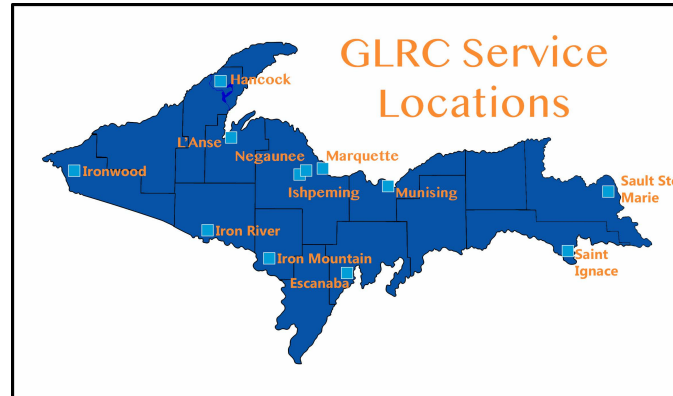 GLRC Service
Locations
Hancock
L'Anse
Negaunee
Marquette
Ironwood
Ishpeming
Munising
Sault Ste
Marie
Iron River
Iron Mountain
Saint
Ignace
Escanaba